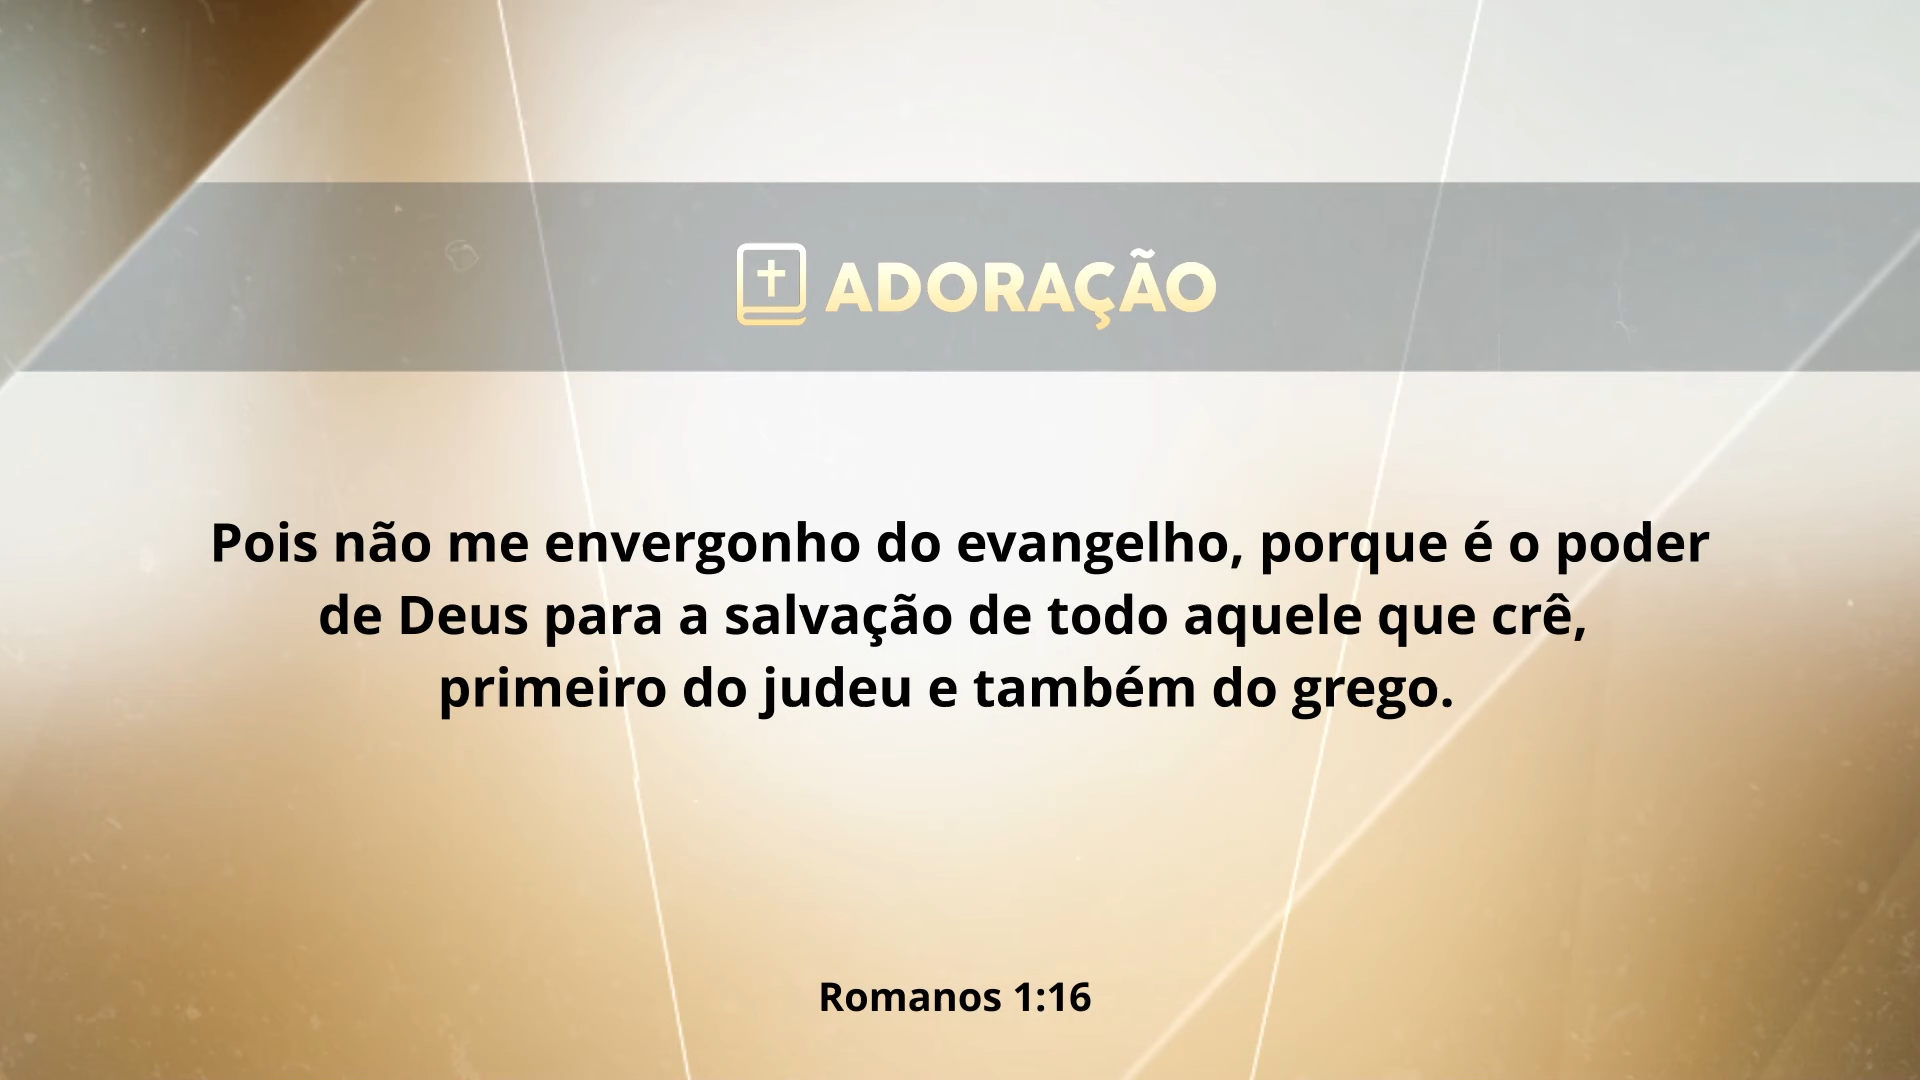 ADORAÇÃO
Pois não me envergonho do evangelho, porque é o poder
de Deus para a salvação de todo aquele que crê,
primeiro do judeu e também do grego.
Romanos 1:16